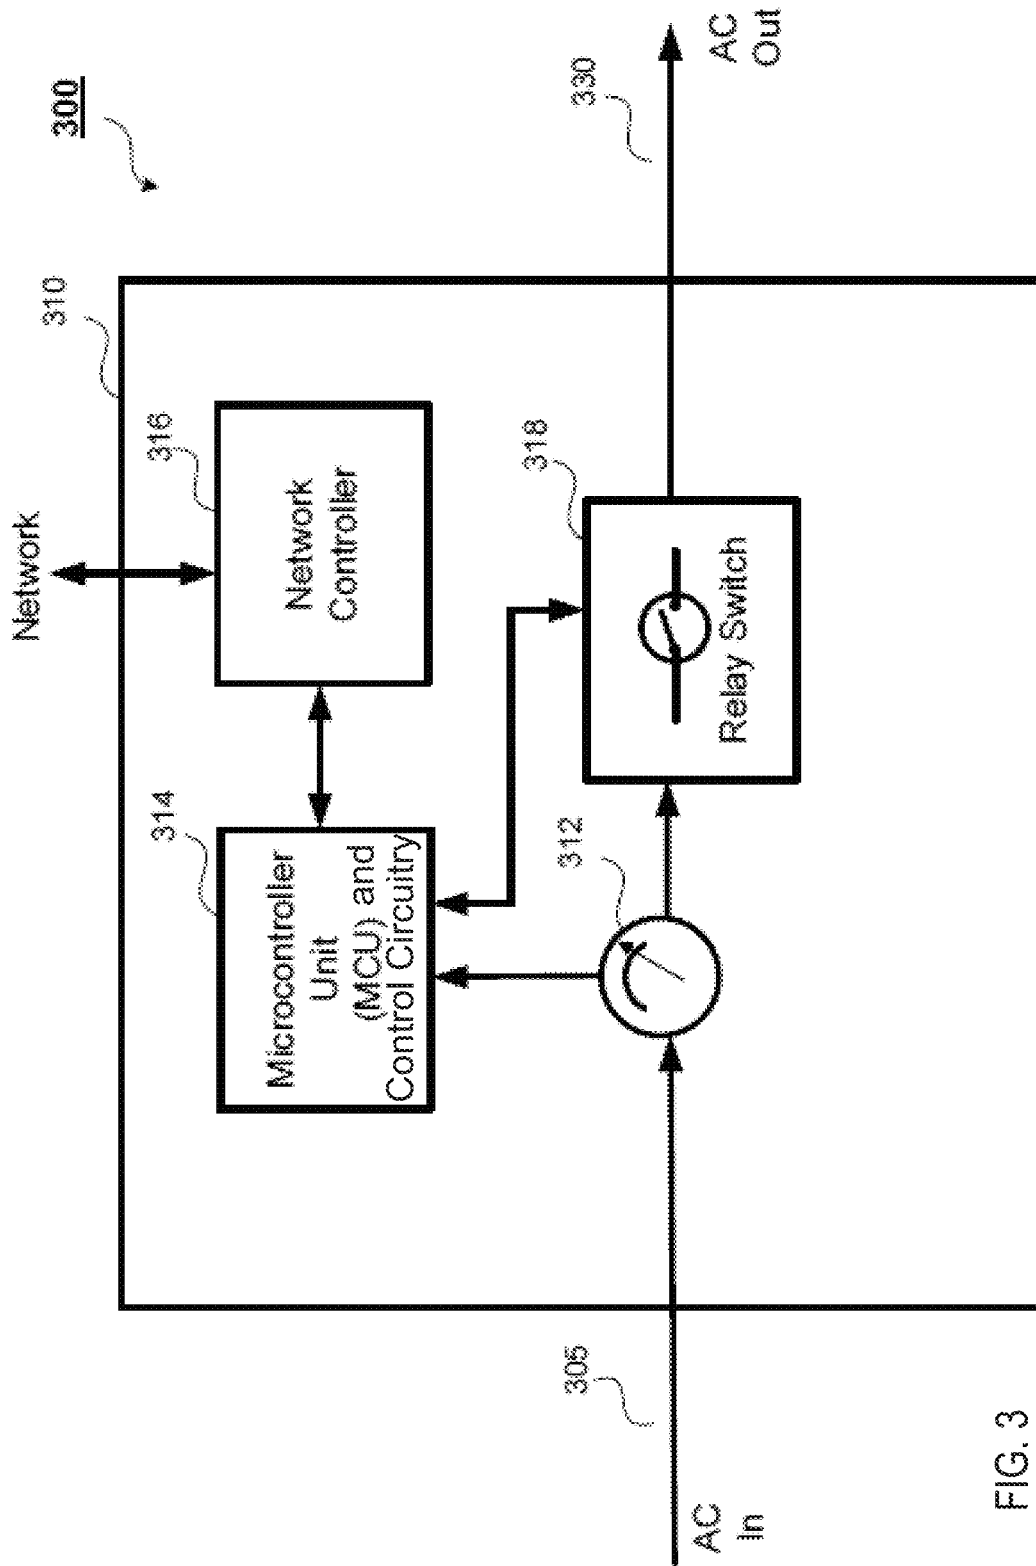 300
Network
310
316
Network
Controller
314
Microcontroller
Unit
(MCU) and
Control Circuitry
318
Relay Switch
312
305
AC
In
330
AC
Out
FIG. 3